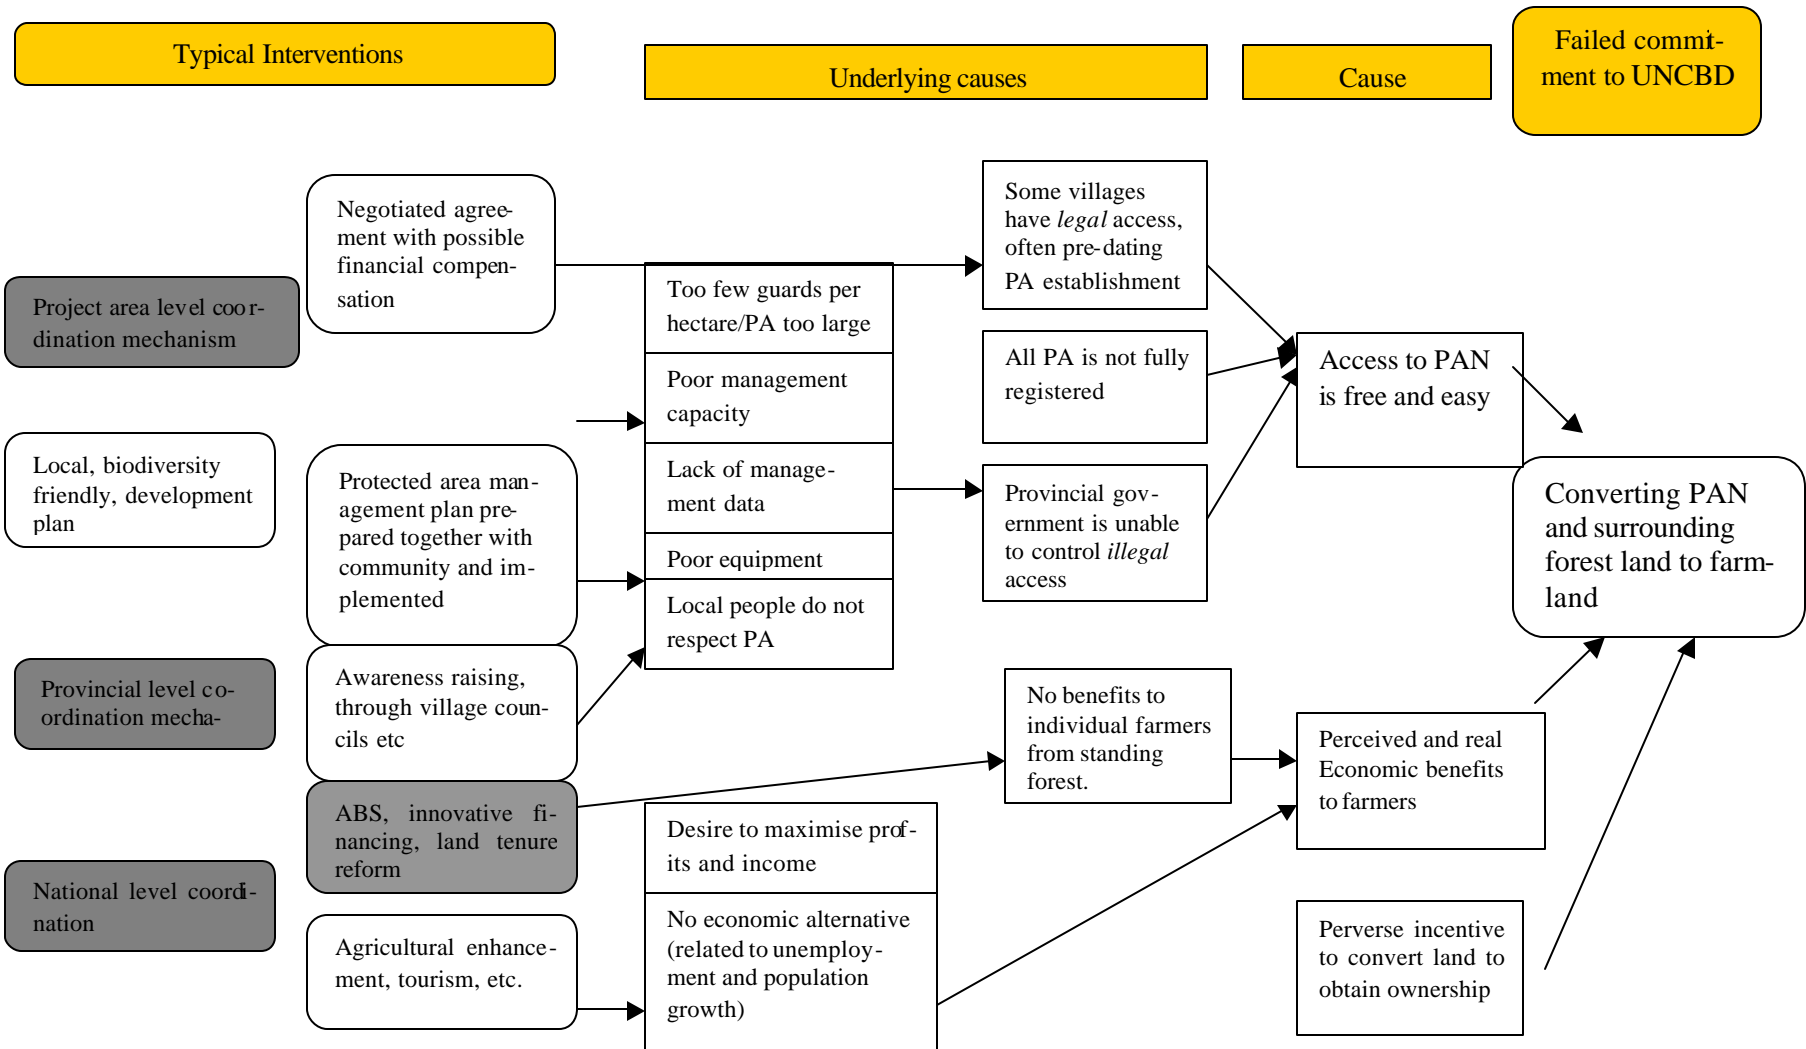 Typical Interventions
Underlying causes
Cause
Failed commit-
ment to UNCBD
Negotiated agree-
ment with possible
financial compen-
sation
Project area level coor-
dination mechanism
Local, biodiversity
friendly, development
plan
Protected area man-
agement plan pre-
pared together with
community and im-
plemented
Provincial level co-
ordination mecha-
Awareness raising,
through village coun-
cils etc
ABS, innovative fi-
nancing, land tenure
reform
National level coordi-
nation
Agricultural enhance-
ment, tourism, etc.
Too few guards per
hectare/PA too large
Poor management
capacity
Lack of manage-
ment data
Poor equipment
Local people do not
respect PA
Desire to maximise prof-
its and income
No economic alternative
(related to unemploy-
ment and population
growth)
Some villages
have legal access,
often pre-dating
PA establishment
All PA is not fully
registered
Provincial gov-
ernment is unable
to control illegal
access
No benefits to
individual farmers
from standing
forest.
Access to PAN
is free and easy
Perceived and real
Economic benefits
to farmers
Perverse incentive
to convert land to
obtain ownership
Converting PAN
and surrounding
forest land to farm-
land